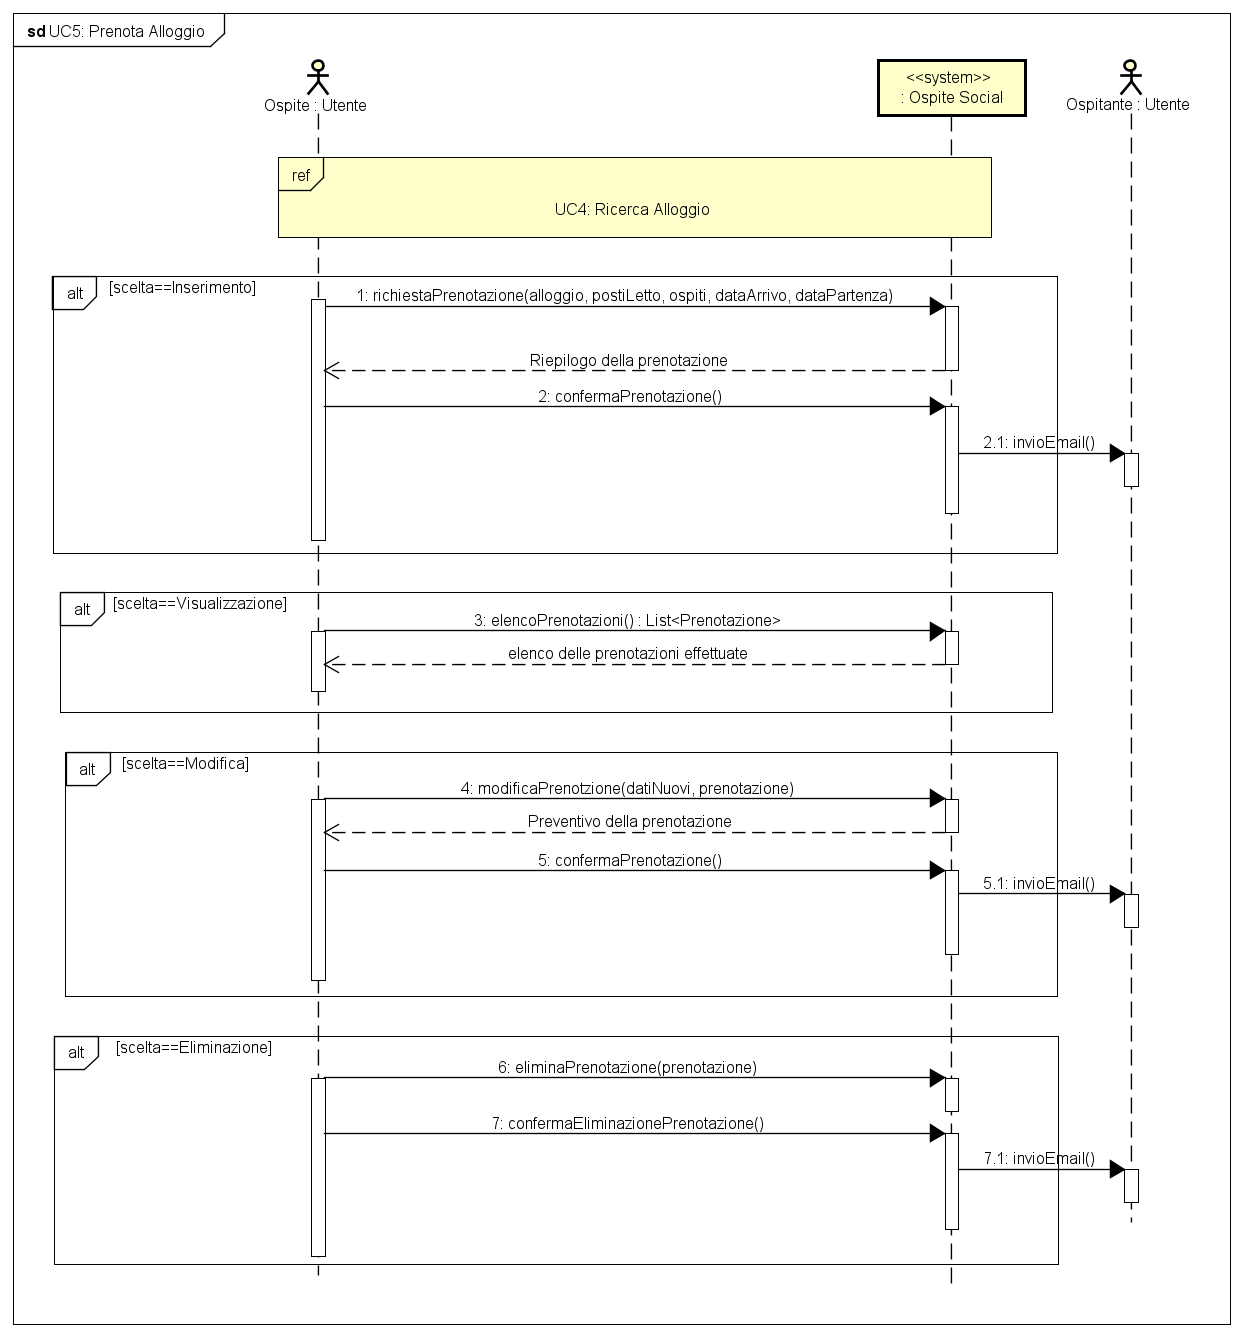 sd UC5: Prenota Alloggio
<<system>>
: Ospite Social
Ospite : Utente
Ospitante : Utente
ref
UC4: Ricerca Alloggio
alt
[scelta==Inserimento]
1: richiestaPrenotazione(alloggio, postiLetto, ospiti, dataArrivo, dataPartenza)
Riepilogo della prenotazione
2: confermaPrenotazione()
2.1: invioEmail()
alt
[scelta==Visualizzazione]
3: elencoPrenotazioni() : List<Prenotazione>
elenco delle prenotazioni effettuate
alt
[scelta==Modifica]
4: modificaPrenotzione(datiNuovi, prenotazione)
Preventivo della prenotazione
5: confermaPrenotazione()
5.1: invioEmail()
alt
[scelta==Eliminazione]
6: eliminaPrenotazione(prenotazione)
7: confermaEliminazionePrenotazione()
7.1: invioEmail()